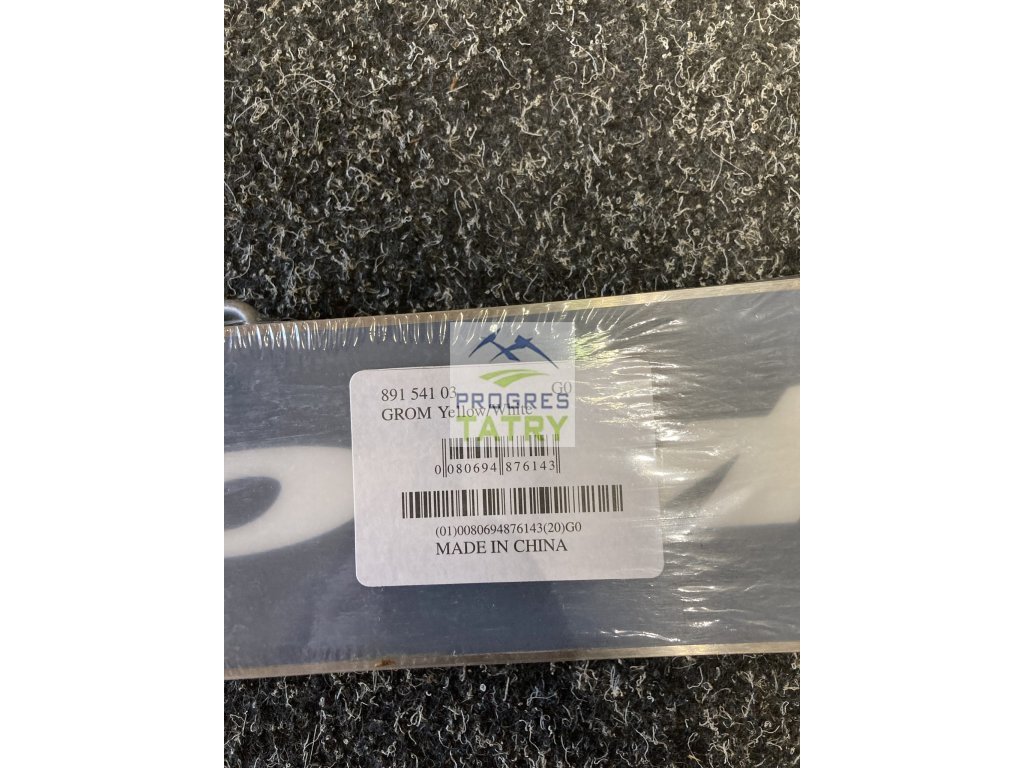 891 541 03 G0
GROM Yellow/White
PROGRES
TATRY
0 080694 876143
(01)0080694876143(20)G0
MADE IN CHINA